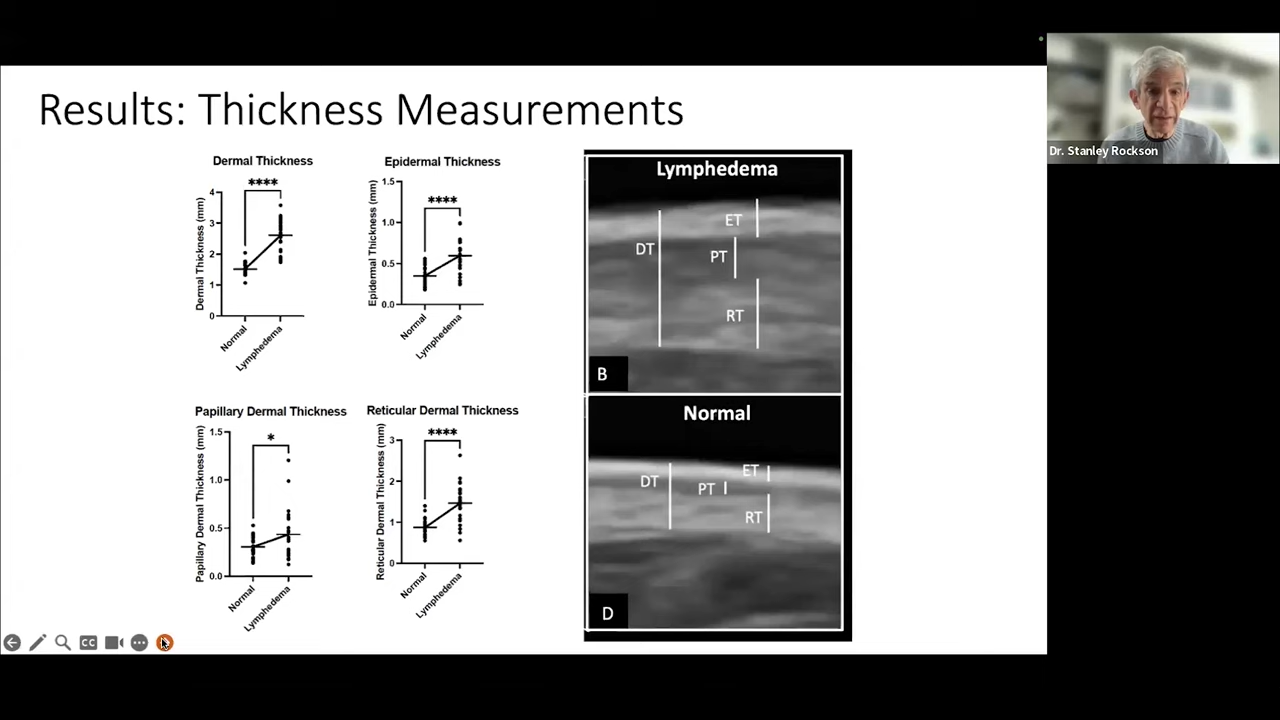 Results: Thickness Measurements
Dermal Thickness
****
Dermal Thickness (mm)
4
3
2
1
0
Normal
Lymphedema
Epidermal Thickness
****
Epidermal Thickness (mm)
1.5
1.0
0.5
0.0
Normal
Lymphedema
Papillary Dermal Thickness
*
Papillary Dermal Thickness (mm)
1.5
1.0
0.5
0.0
Normal
Lymphedema
Reticular Dermal Thickness
****
Reticular Dermal Thickness (mm)
3
2
1
0
Normal
Lymphedema
Lymphedema
ET
DT
PT
RT
B
Normal
ET
DT
PT
RT
D
CC
Dr. Stanley Rockson